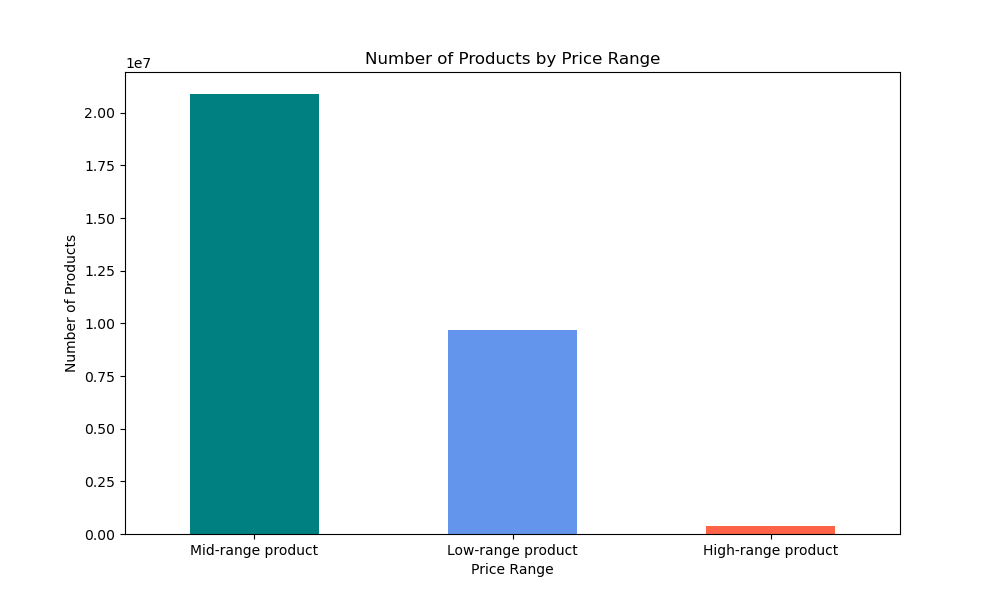 Number of Products by Price Range
1e7
2.00
1.75
1.50
1.25
1.00
0.75
0.50
0.25
0.00
Number of Products
Mid-range product Low-range product High-range product
Price Range